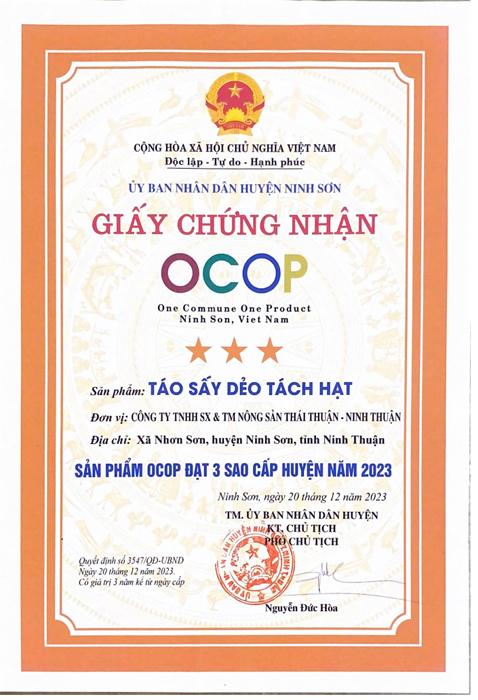 CỘNG HÒA XÃ HỘI CHỦ NGHĨA VIỆT NAM
Độc lập - Tự do - Hạnh phúc
ỦY BAN NHÂN DÂN HUYỆN NINH SƠN
GIẤY CHỨNG NHẬN
OCOP
One Commune One Product
Ninh Son, Viet Nam
Sản phẩm: TÁO SẤY DẺO TÁCH HẠT
Đơn vị: CÔNG TY TNHH SX & TM NÔNG SẢN THÁI THUẬN - NINH THUẬN
Địa chỉ: Xã Nhơn Sơn, huyện Ninh Sơn, tỉnh Ninh Thuận
SẢN PHẨM OCOP ĐẠT 3 SAO CẤP HUYỆN NĂM 2023
Ninh Sơn, ngày 20 tháng 12 năm 2023
TM. ỦY BAN NHÂN DÂN HUYỆN
KT, CHỦ TỊCH
PHÓ CHỦ TỊCH
Quyết định số 3547/QĐ-UBND
Ngày 20 tháng 12 năm 2023.
Có giá trị 3 năm kể từ ngày cấp
Nguyễn Đức Hòa